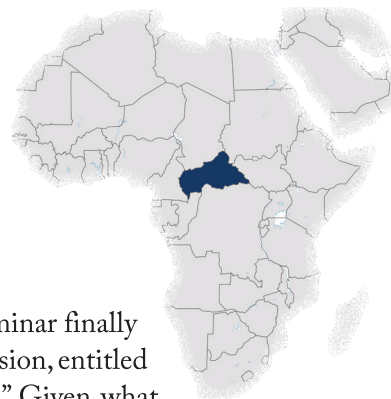 minar finally
sion, entitled
” Given what